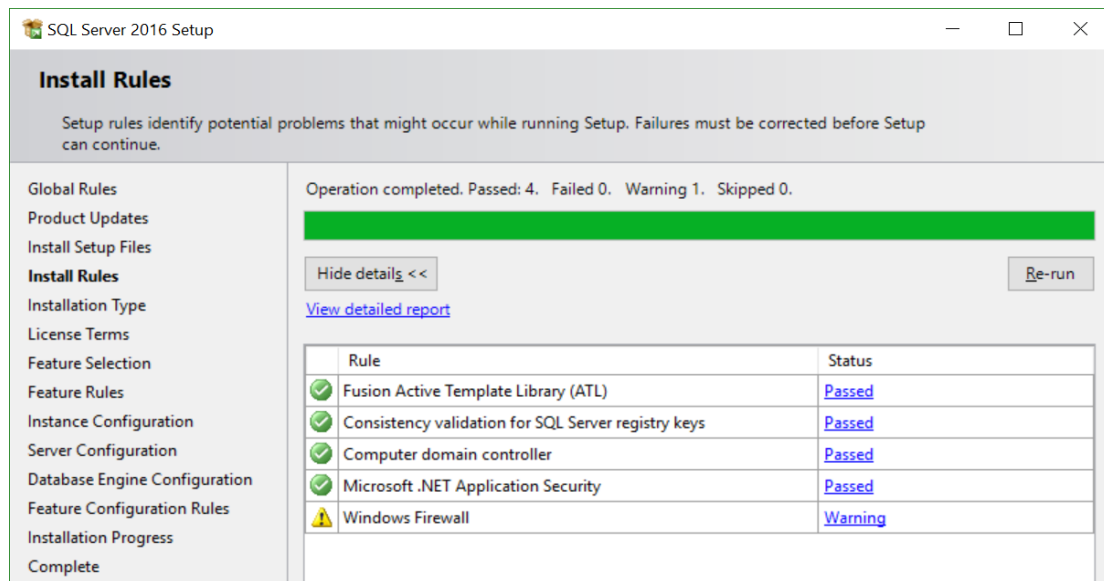 SQL Server 2016 Setup
Install Rules
Setup rules identify potential problems that might occur while running Setup. Failures must be corrected before Setup
can continue.
Global Rules
Product Updates
Install Setup Files
Install Rules
Installation Type
License Terms
Feature Selection
Feature Rules
Instance Configuration
Server Configuration
Database Engine Configuration
Feature Configuration Rules
Installation Progress
Complete
Operation completed. Passed: 4.   Failed 0.   Warning 1.   Skipped 0.
Hide details <<
Re-run
View detailed report
Rule Status
Fusion Active Template Library (ATL) Passed
Consistency validation for SQL Server registry keys Passed
Computer domain controller Passed
Microsoft .NET Application Security Passed
Windows Firewall Warning